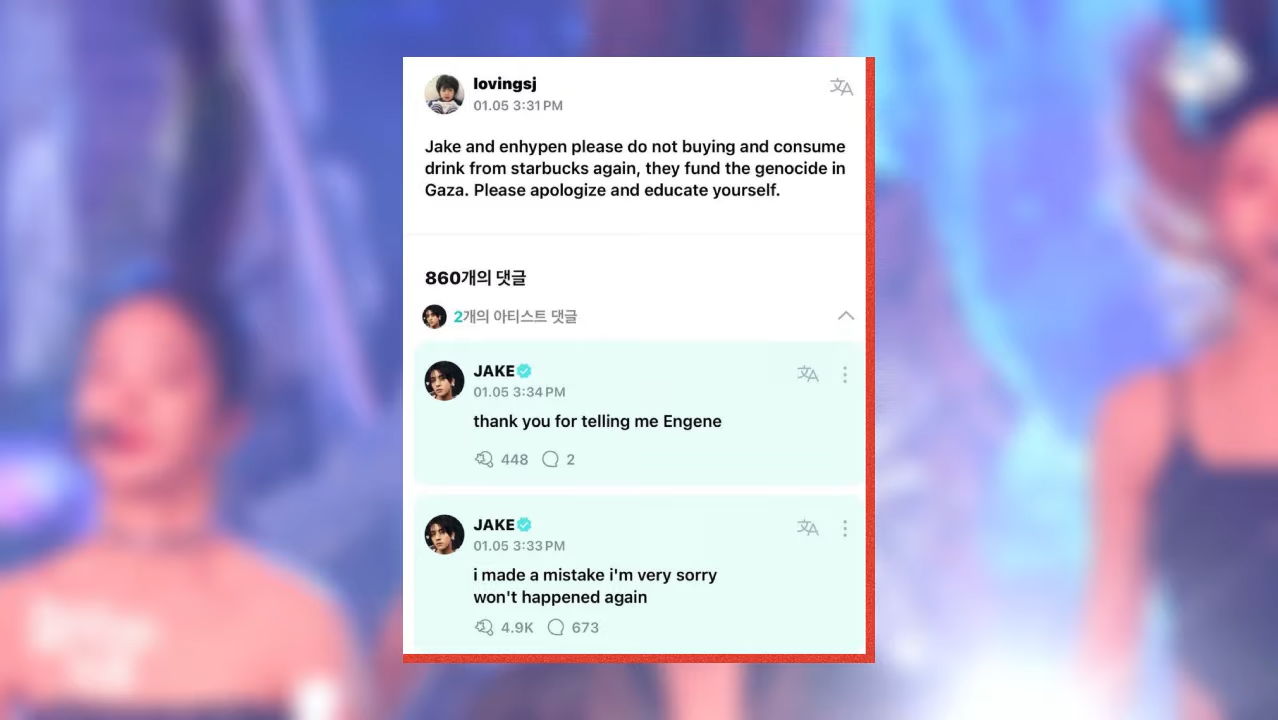 lovingsj
01.05 3:31 PM
Jake and enhypen please do not buying and consume
drink from starbucks again, they fund the genocide in
Gaza. Please apologize and educate yourself.
860개의 댓글
2개의 아티스트 댓글
JAKE
01.05 3:34 PM
thank you for telling me Engene
448 2
JAKE
01.05 3:33 PM
i made a mistake i'm very sorry
won't happened again
4.9K 673